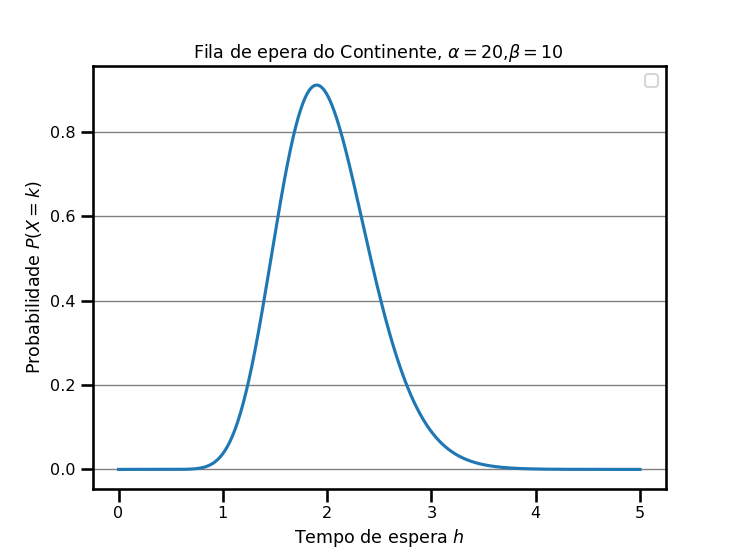 Fila de epera do Continente, α = 20,β = 10
Probabilidade P(X = k)
0.8
0.6
0.4
0.2
0.0
0 1 2 3 4 5
Tempo de espera h